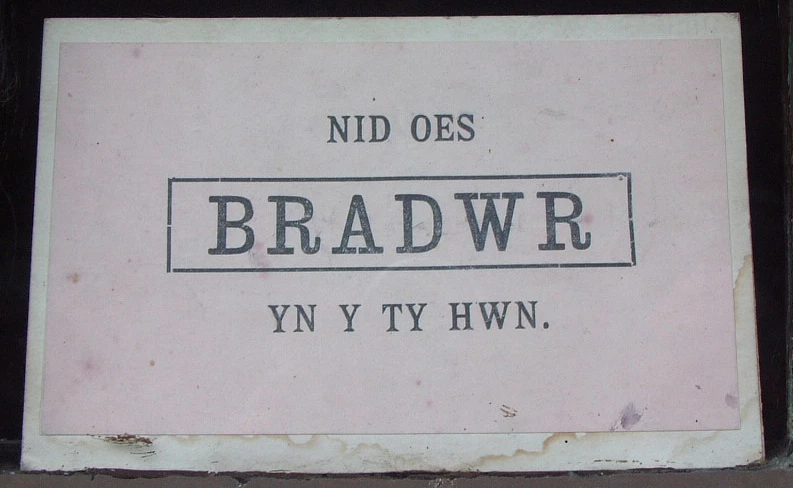 NID OES
BRADWR
YN Y TY HWN.